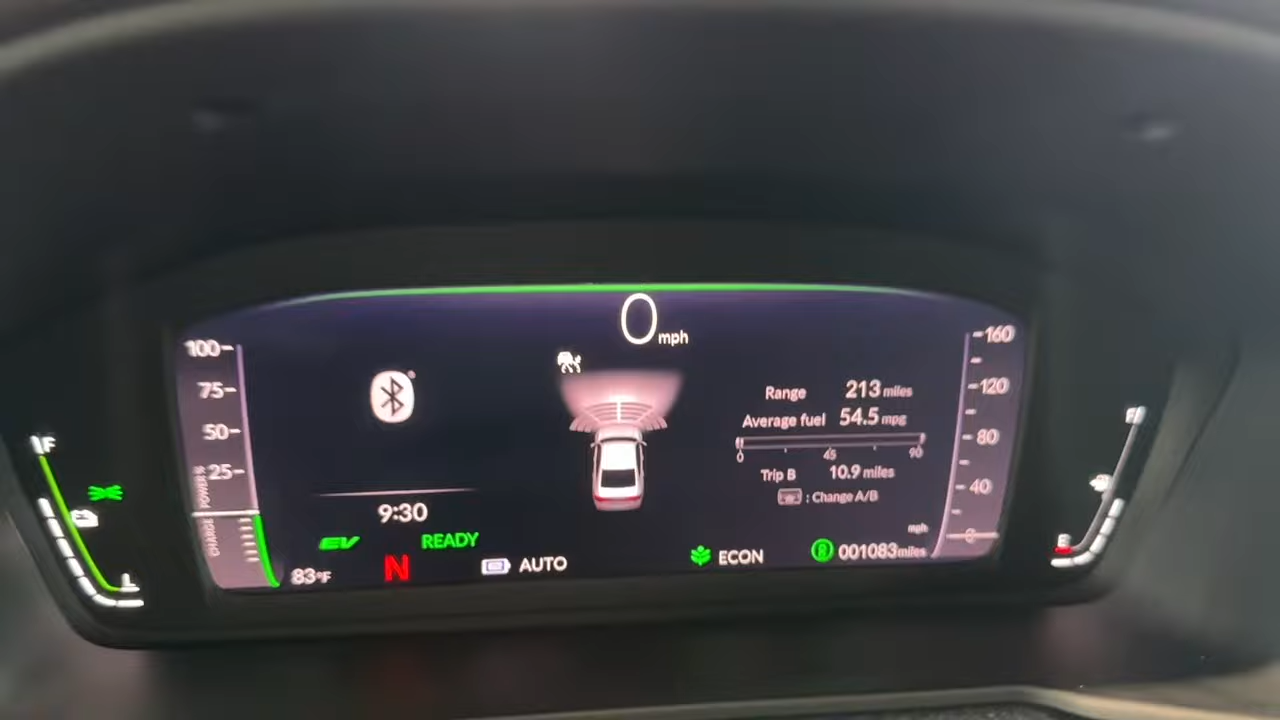 0 mph
100
75
50
25
POWER %
CHARGE
Range 213 miles
Average fuel 54.5 mpg
0 45 90
Trip B 10.9 miles
: Change A/B
160
120
80
40
mph
0
9:30
EV READY
83°F N AUTO
ECON 001083 miles
F
L
F
E